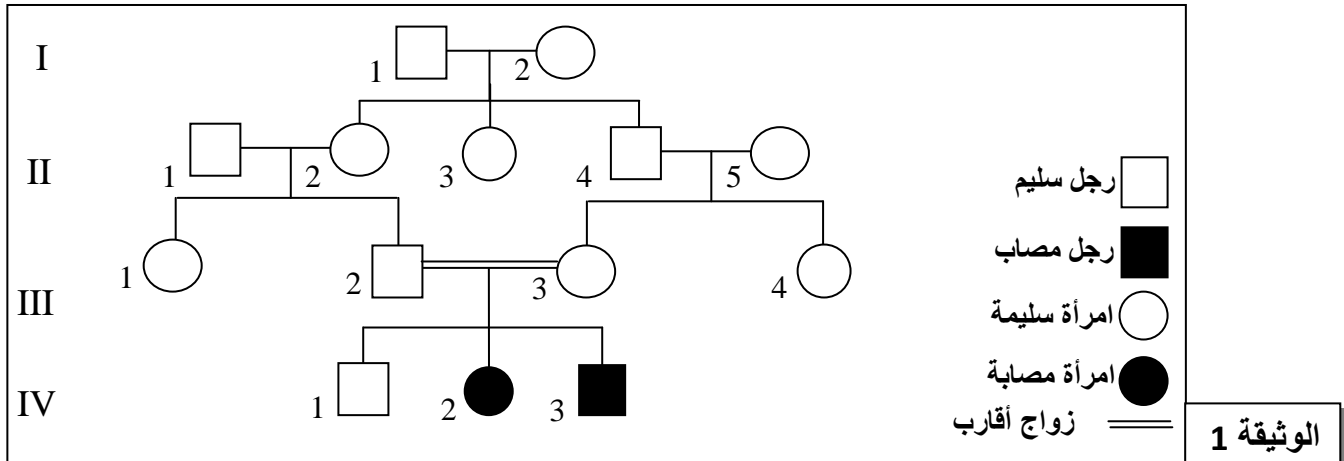 I
1 2
II
1 2 3 4 5
III
1 2 3 4
IV
1 2 3
رجل سليم
رجل مصاب
امرأة سليمة
امرأة مصابة
زواج أقارب
الوثيقة 1